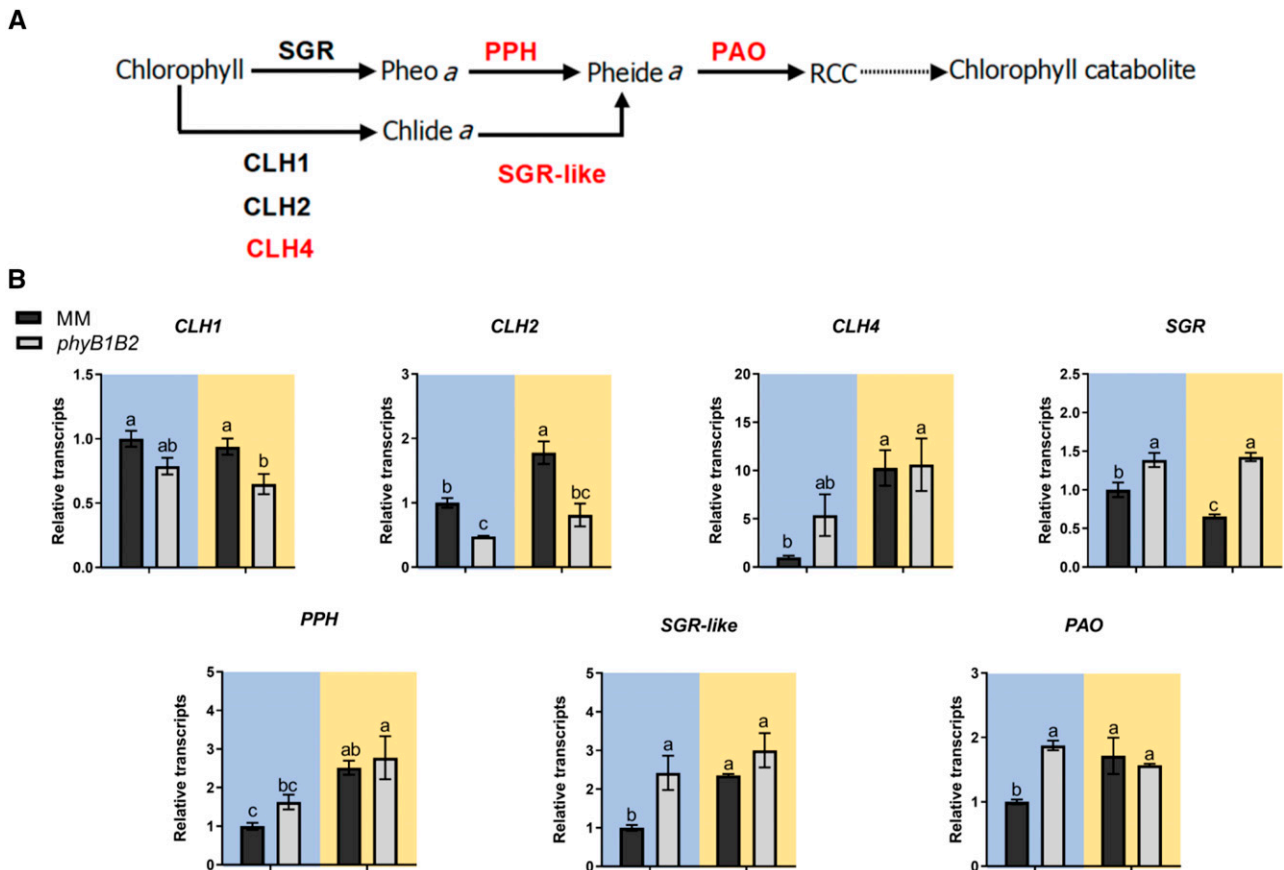 A
SGR PPH PAO
Chlorophyll Pheo a Pheide a RCC Chlorophyll catabolite
Chlide a
CLH1 SGR-like
CLH2
CLH4
B
MM
phyB1B2
CLH1 CLH2 CLH4 SGR
Relative transcripts
1.5
1.0
0.5
0.0
a ab a b
Relative transcripts
3
2
1
0
b c a bc
Relative transcripts
20
15
10
5
0
b ab a a
Relative transcripts
2.5
2.0
1.5
1.0
0.5
0.0
b a c a
PPH SGR-like PAO
Relative transcripts
5
4
3
2
1
0
c bc ab a
Relative transcripts
5
4
3
2
1
0
b a a a
Relative transcripts
3
2
1
0
b a a a